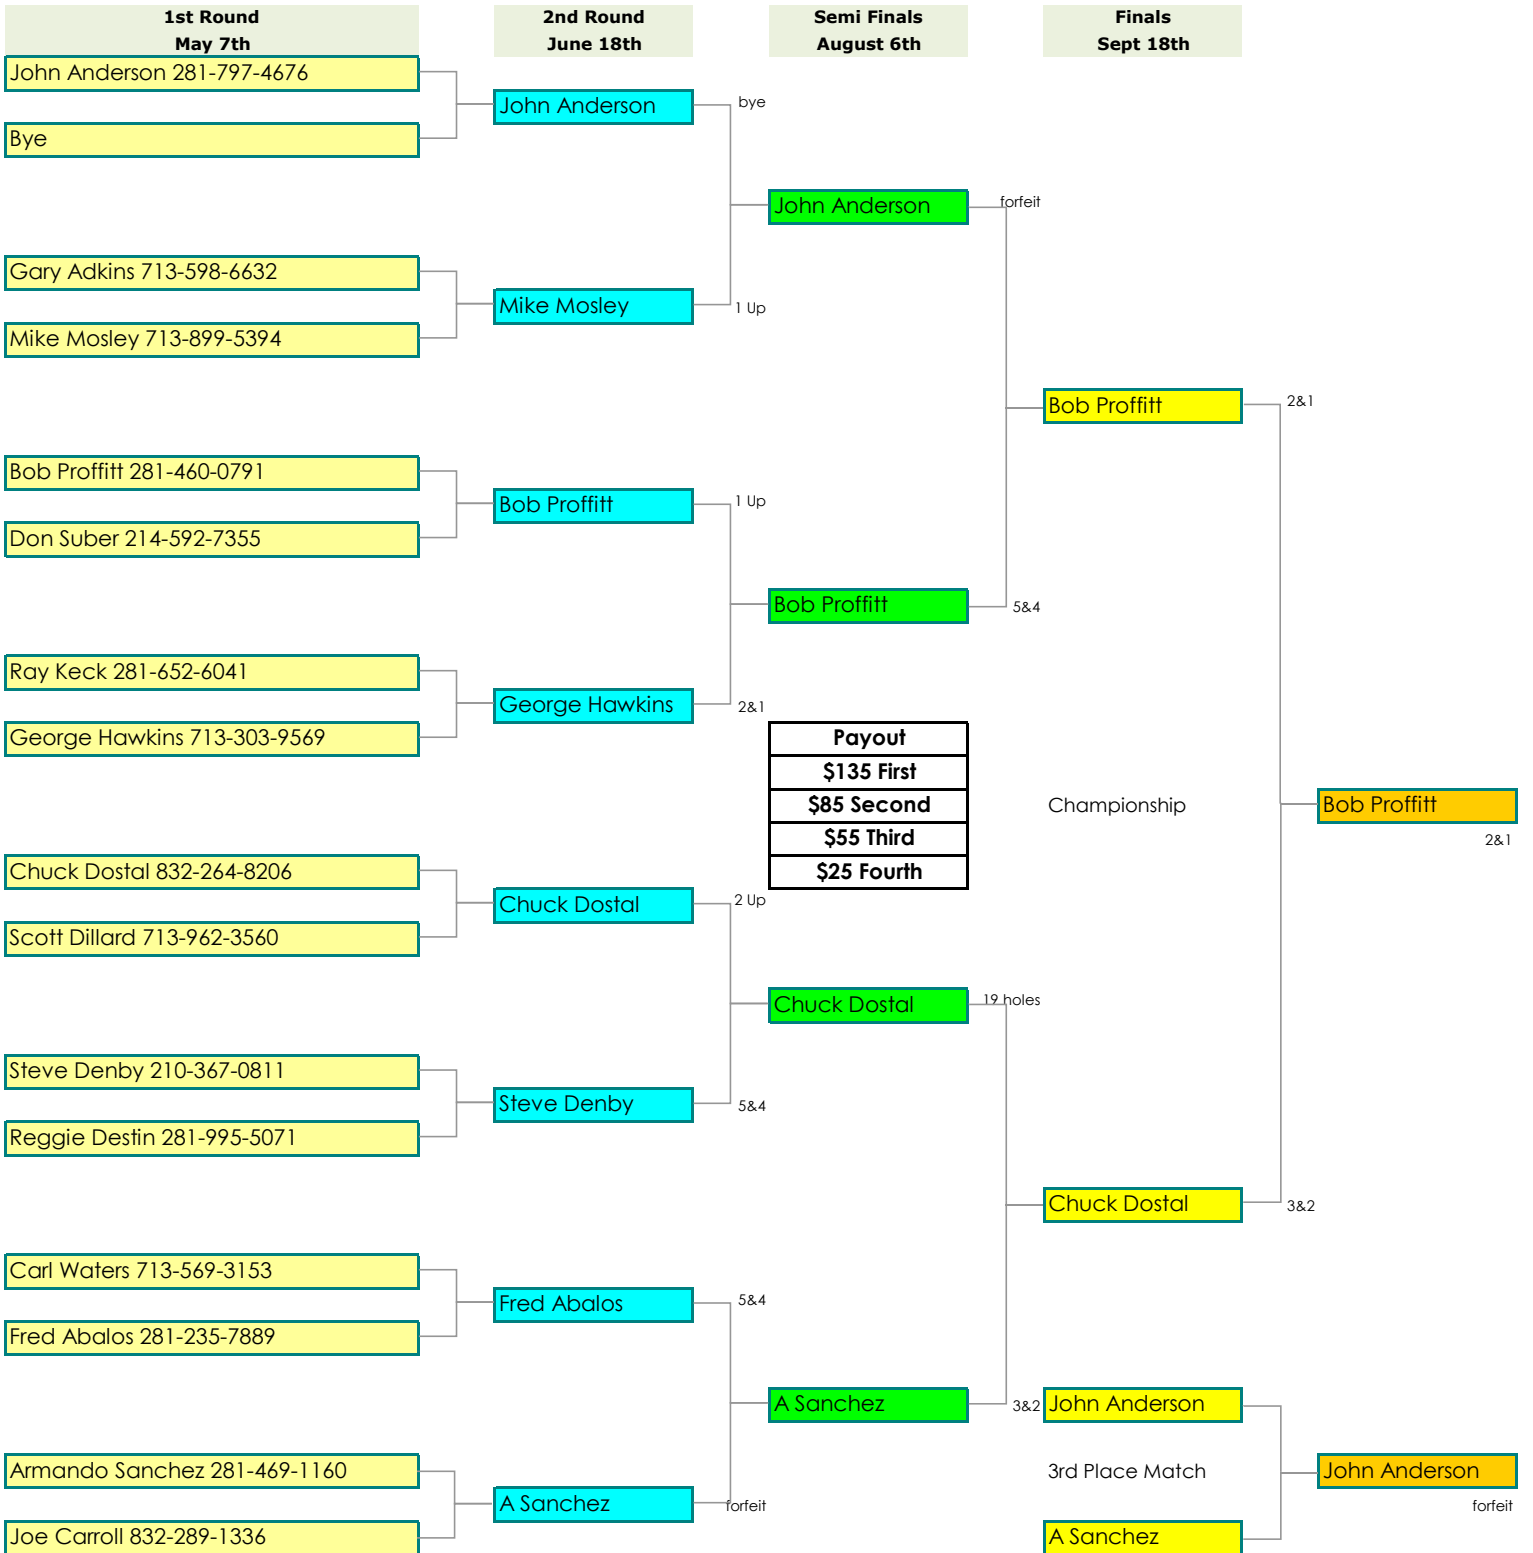 1st Round
May 7th
2nd Round
June 18th
Semi Finals
August 6th
Finals
Sept 18th
John Anderson 281-797-4676
John Anderson
bye
Bye
John Anderson
forfeit
Gary Adkins 713-598-6632
Mike Mosley
1 Up
Mike Mosley 713-899-5394
Bob Proffitt
2&1
Bob Proffitt 281-460-0791
Bob Proffitt
1 Up
Don Suber 214-592-7355
Bob Proffitt
5&4
Ray Keck 281-652-6041
George Hawkins
2&1
George Hawkins 713-303-9569
Payout
$135 First
$85 Second
$55 Third
$25 Fourth
Championship
Bob Proffitt
2&1
Chuck Dostal 832-264-8206
Chuck Dostal
2 Up
Scott Dillard 713-962-3560
Chuck Dostal
19 holes
Steve Denby 210-367-0811
Steve Denby
5&4
Reggie Destin 281-995-5071
Chuck Dostal
3&2
Carl Waters 713-569-3153
Fred Abalos
5&4
Fred Abalos 281-235-7889
A Sanchez
3&2
John Anderson
Armando Sanchez 281-469-1160
3rd Place Match
John Anderson
A Sanchez
forfeit
forfeit
Joe Carroll 832-289-1336
A Sanchez